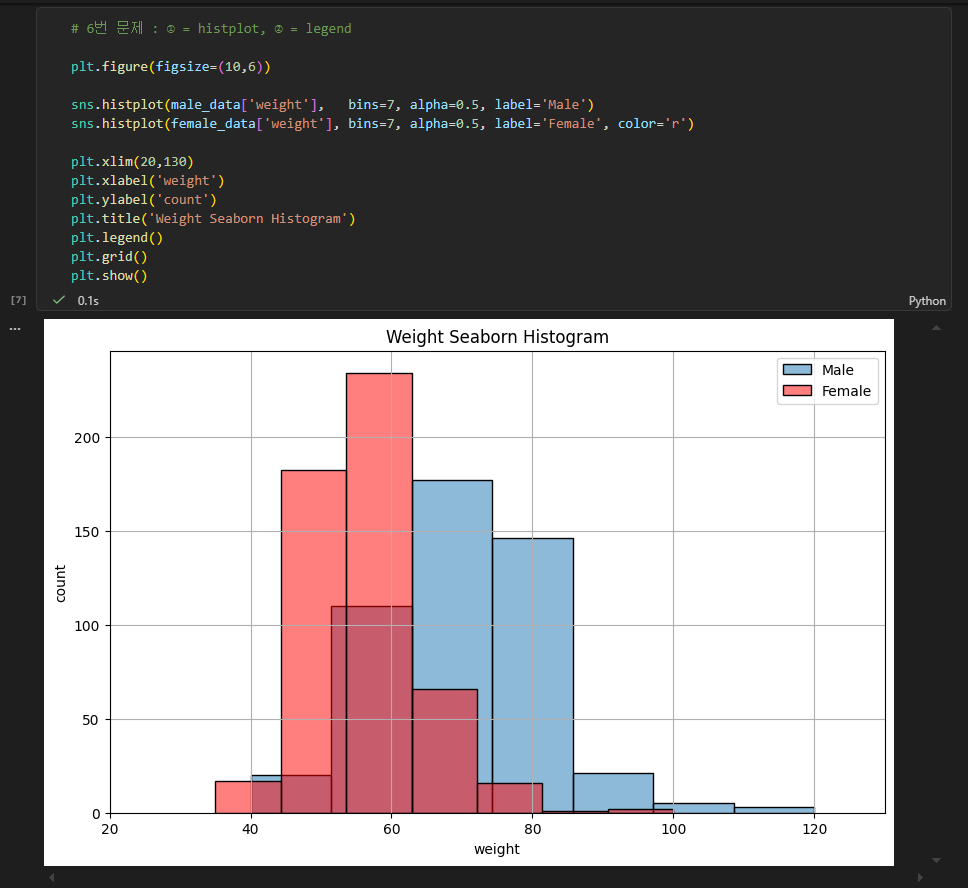 # 6번 문제 : ① = histplot, ② = legend
plt.figure(figsize=(10,6))
sns.histplot(male_data['weight'],   bins=7, alpha=0.5, label='Male')
sns.histplot(female_data['weight'], bins=7, alpha=0.5, label='Female', color='r')
plt.xlim(20,130)
plt.xlabel('weight')
plt.ylabel('count')
plt.title('Weight Seaborn Histogram')
plt.legend()
plt.grid()
plt.show()
[7] ✓ 0.1s Python
...
Weight Seaborn Histogram
Male
Female
200
150
100
50
0
count
20 40 60 80 100 120
weight